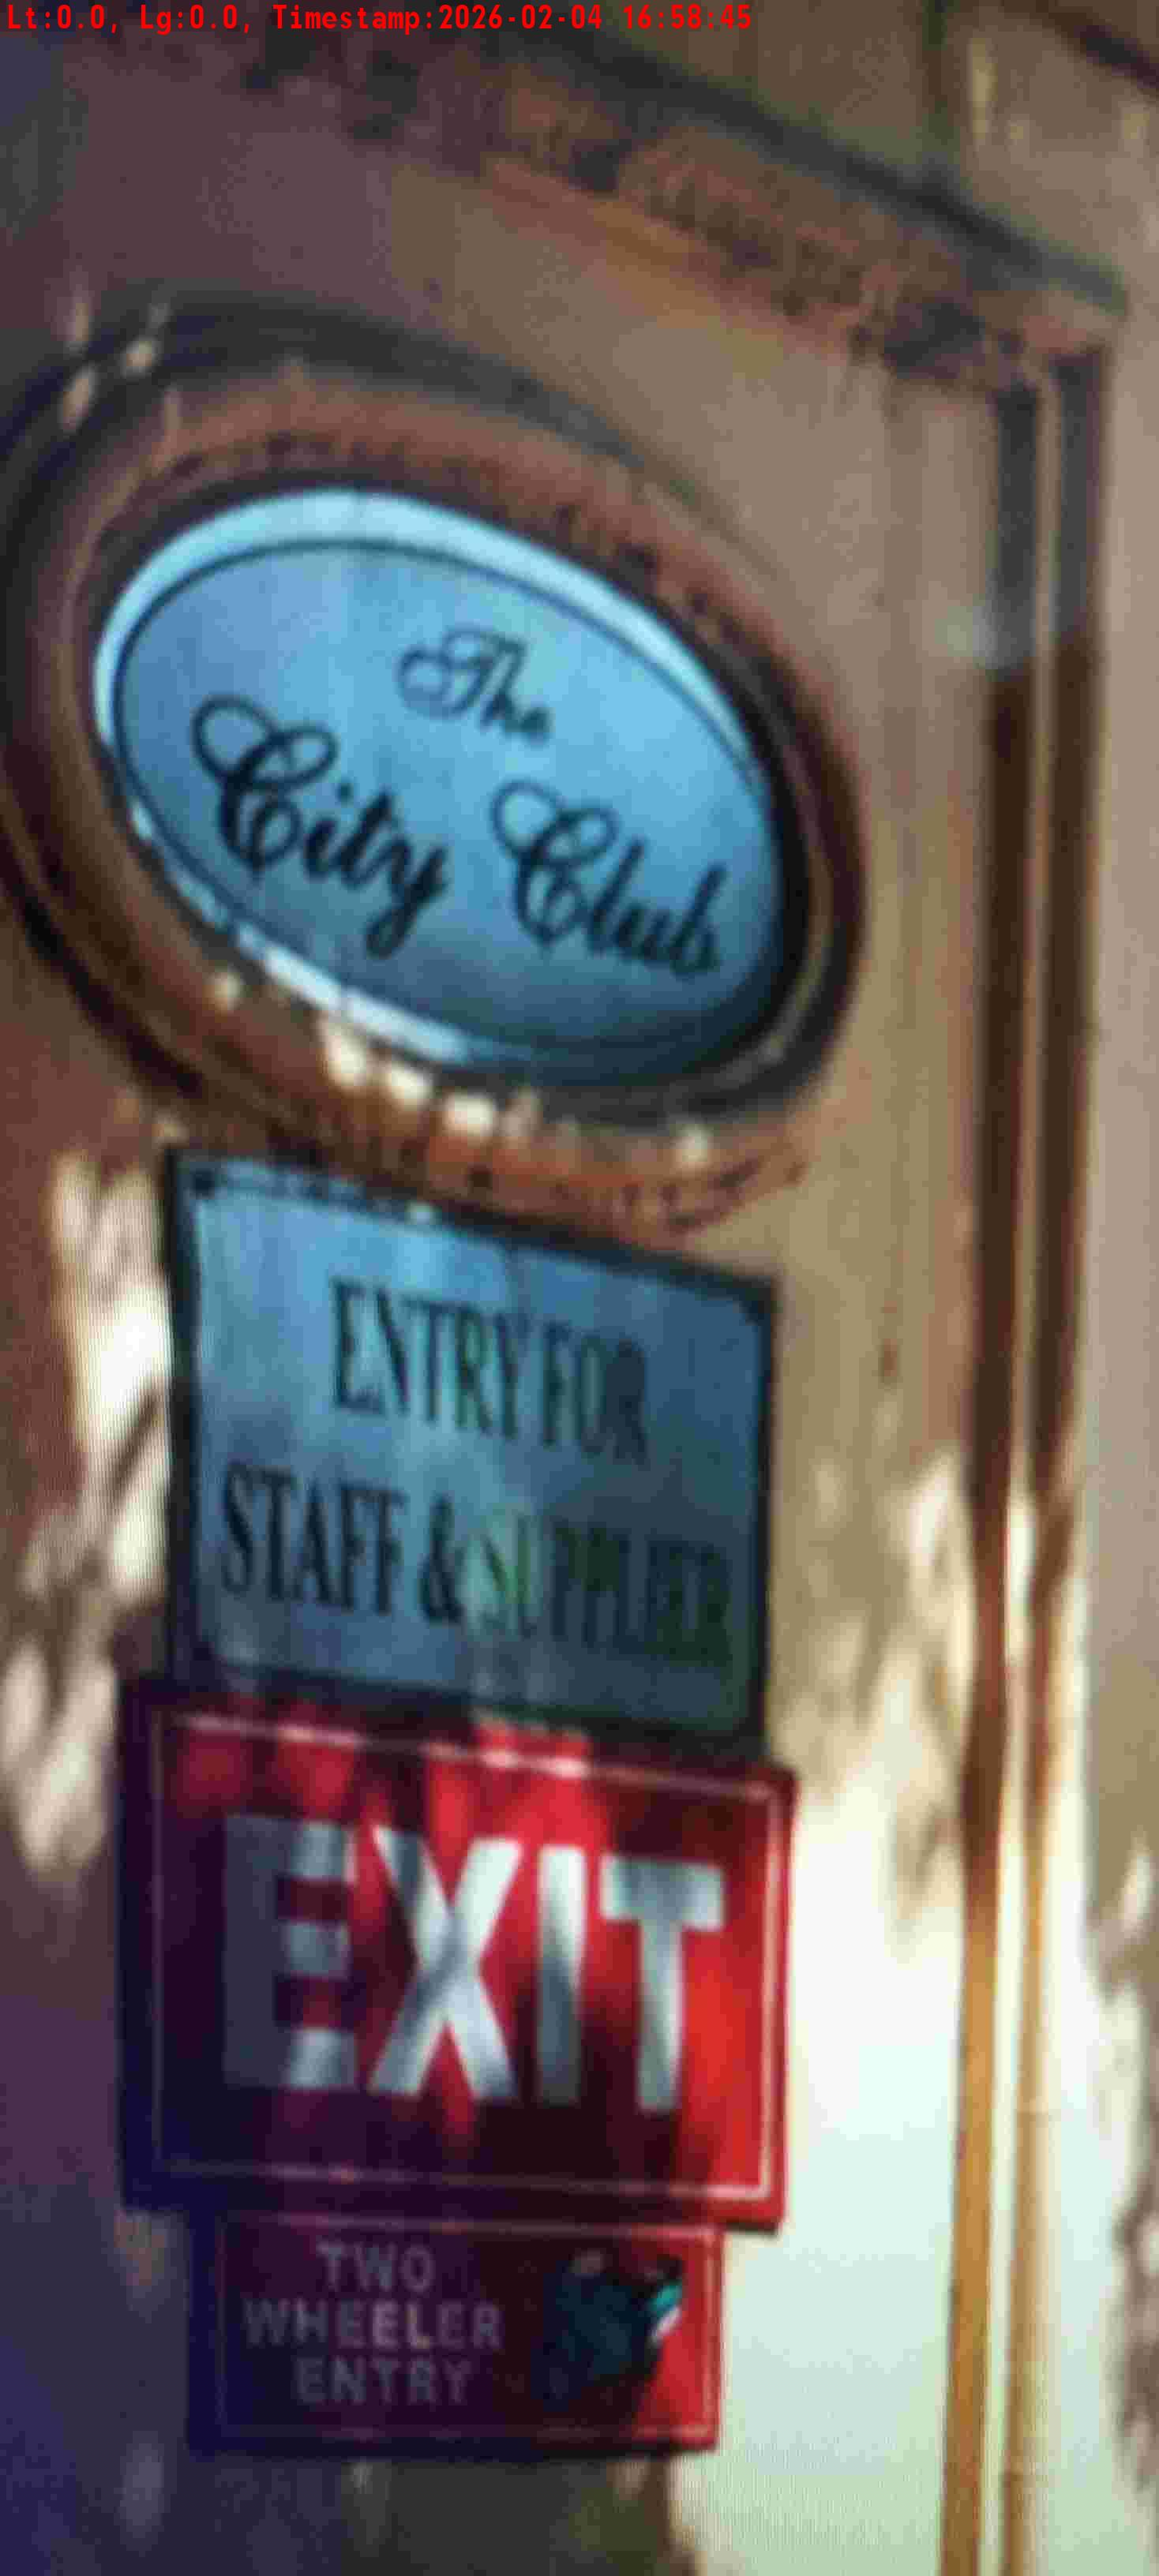 Lt:0.0, Lg:0.0, Timestamp:2026-02-04 16:58:45
The
City Club
ENTRY FOR
STAFF & SUPPLIER
EXIT
TWO
WHEELER
ENTRY